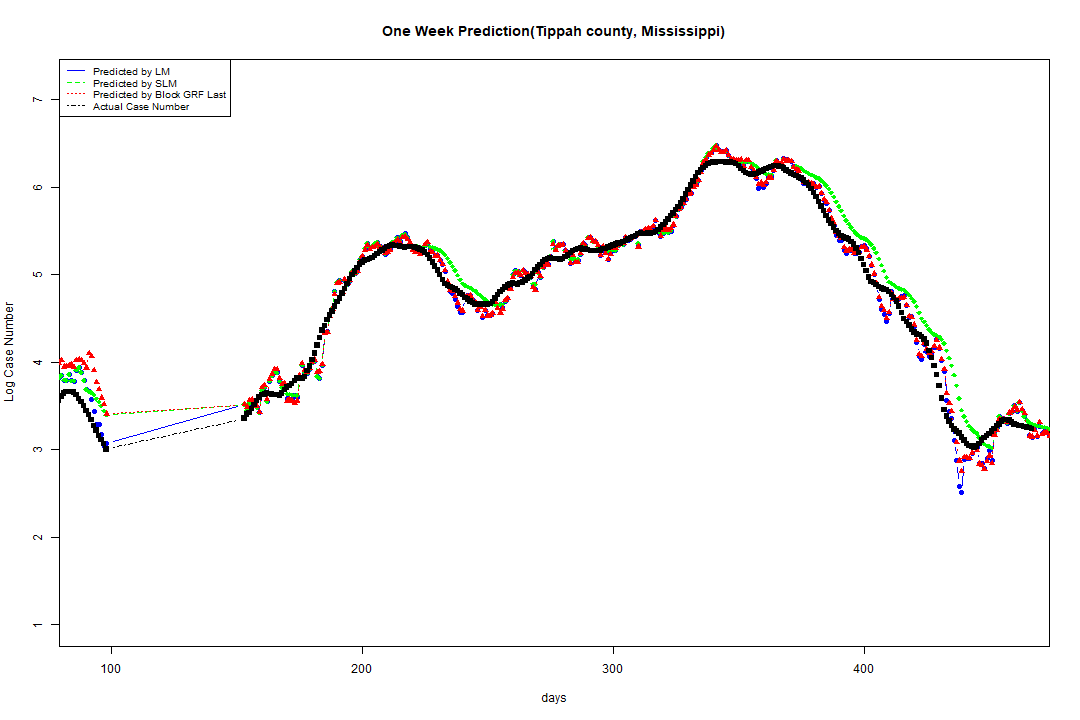 One Week Prediction(Tippah county, Mississippi)
Predicted by LM
Predicted by SLM
Predicted by Block GRF Last
Actual Case Number
7
6
5
4
3
2
1
Log Case Number
100 200 300 400
days